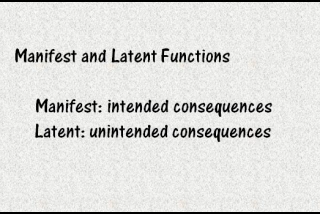 Manifest and Latent Functions
Manifest: intended consequences
Latent: unintended consequences